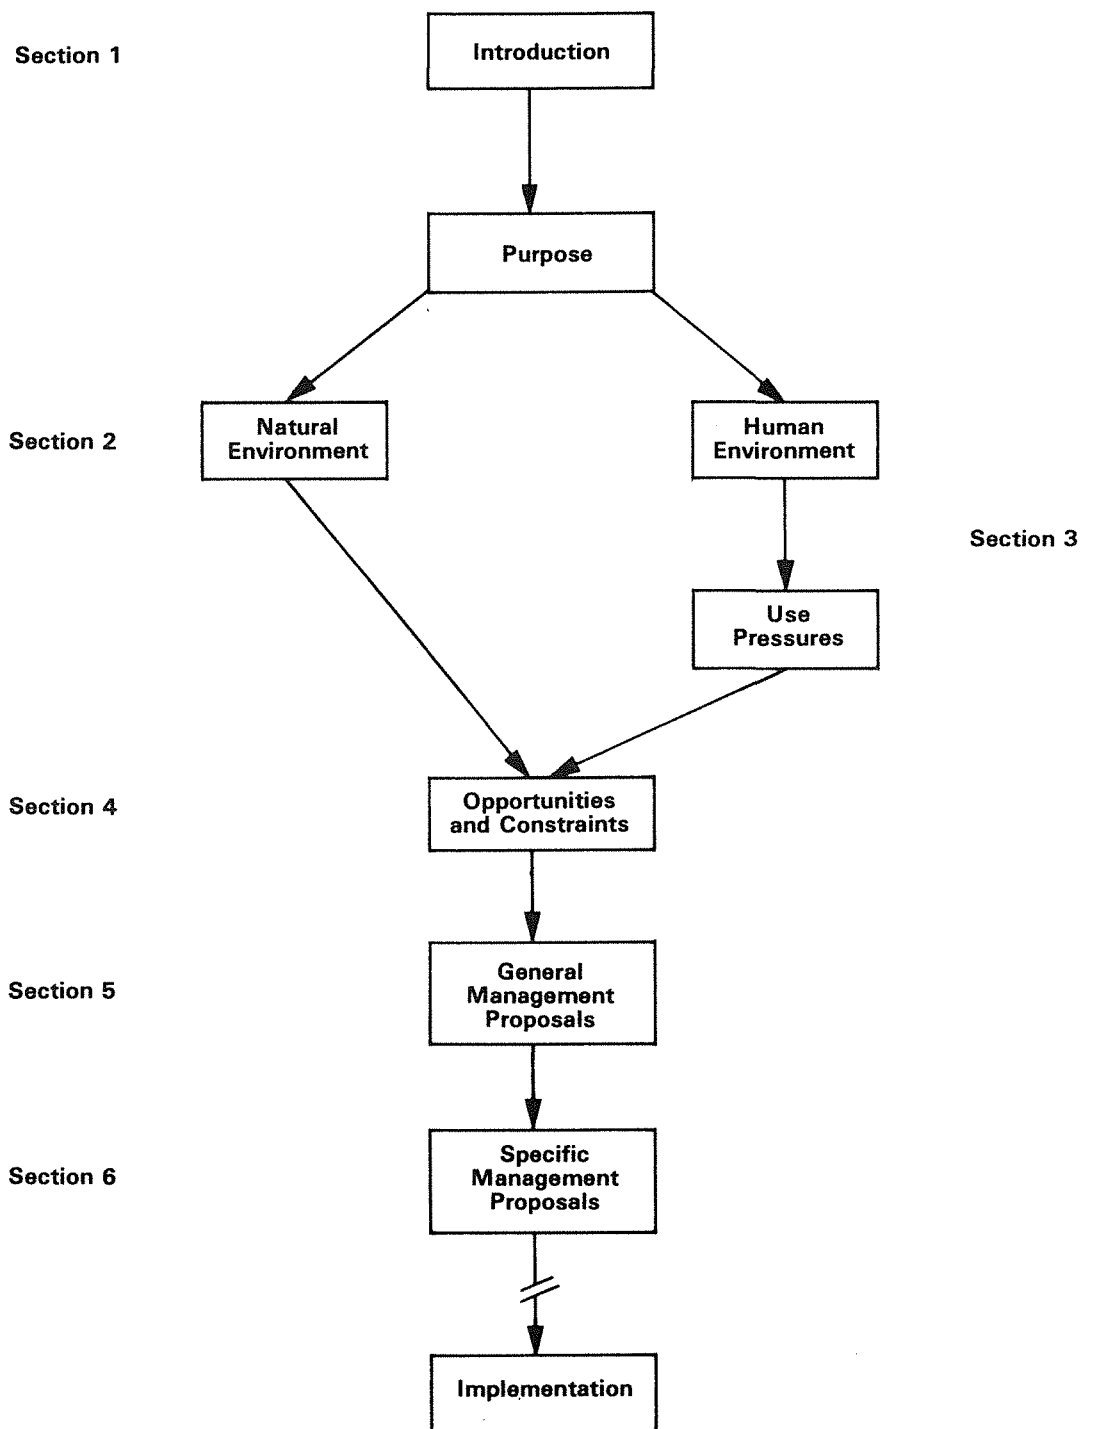 Section 1
Introduction
Purpose
Section 2
Natural
Environment
Human
Environment
Section 3
Use
Pressures
Section 4
Opportunities
and Constraints
Section 5
General
Management
Proposals
Section 6
Specific
Management
Proposals
Implementation